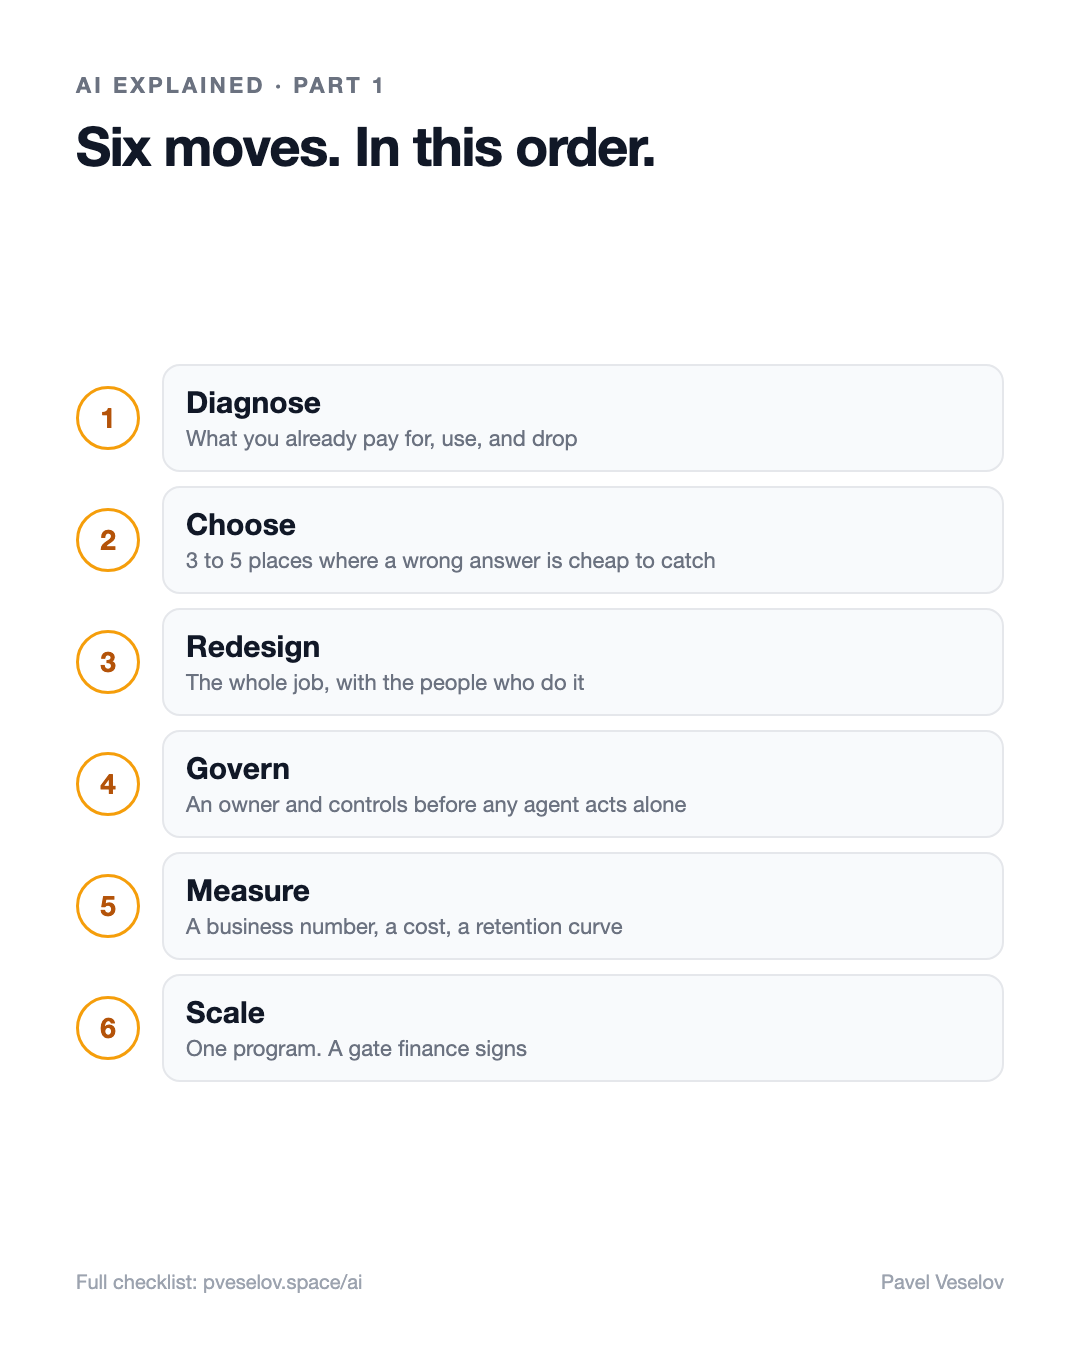 AI EXPLAINED · PART 1
Six moves. In this order.
1
Diagnose
What you already pay for, use, and drop
2
Choose
3 to 5 places where a wrong answer is cheap to catch
3
Redesign
The whole job, with the people who do it
4
Govern
An owner and controls before any agent acts alone
5
Measure
A business number, a cost, a retention curve
6
Scale
One program. A gate finance signs
Full checklist: pveselov.space/ai
Pavel Veselov